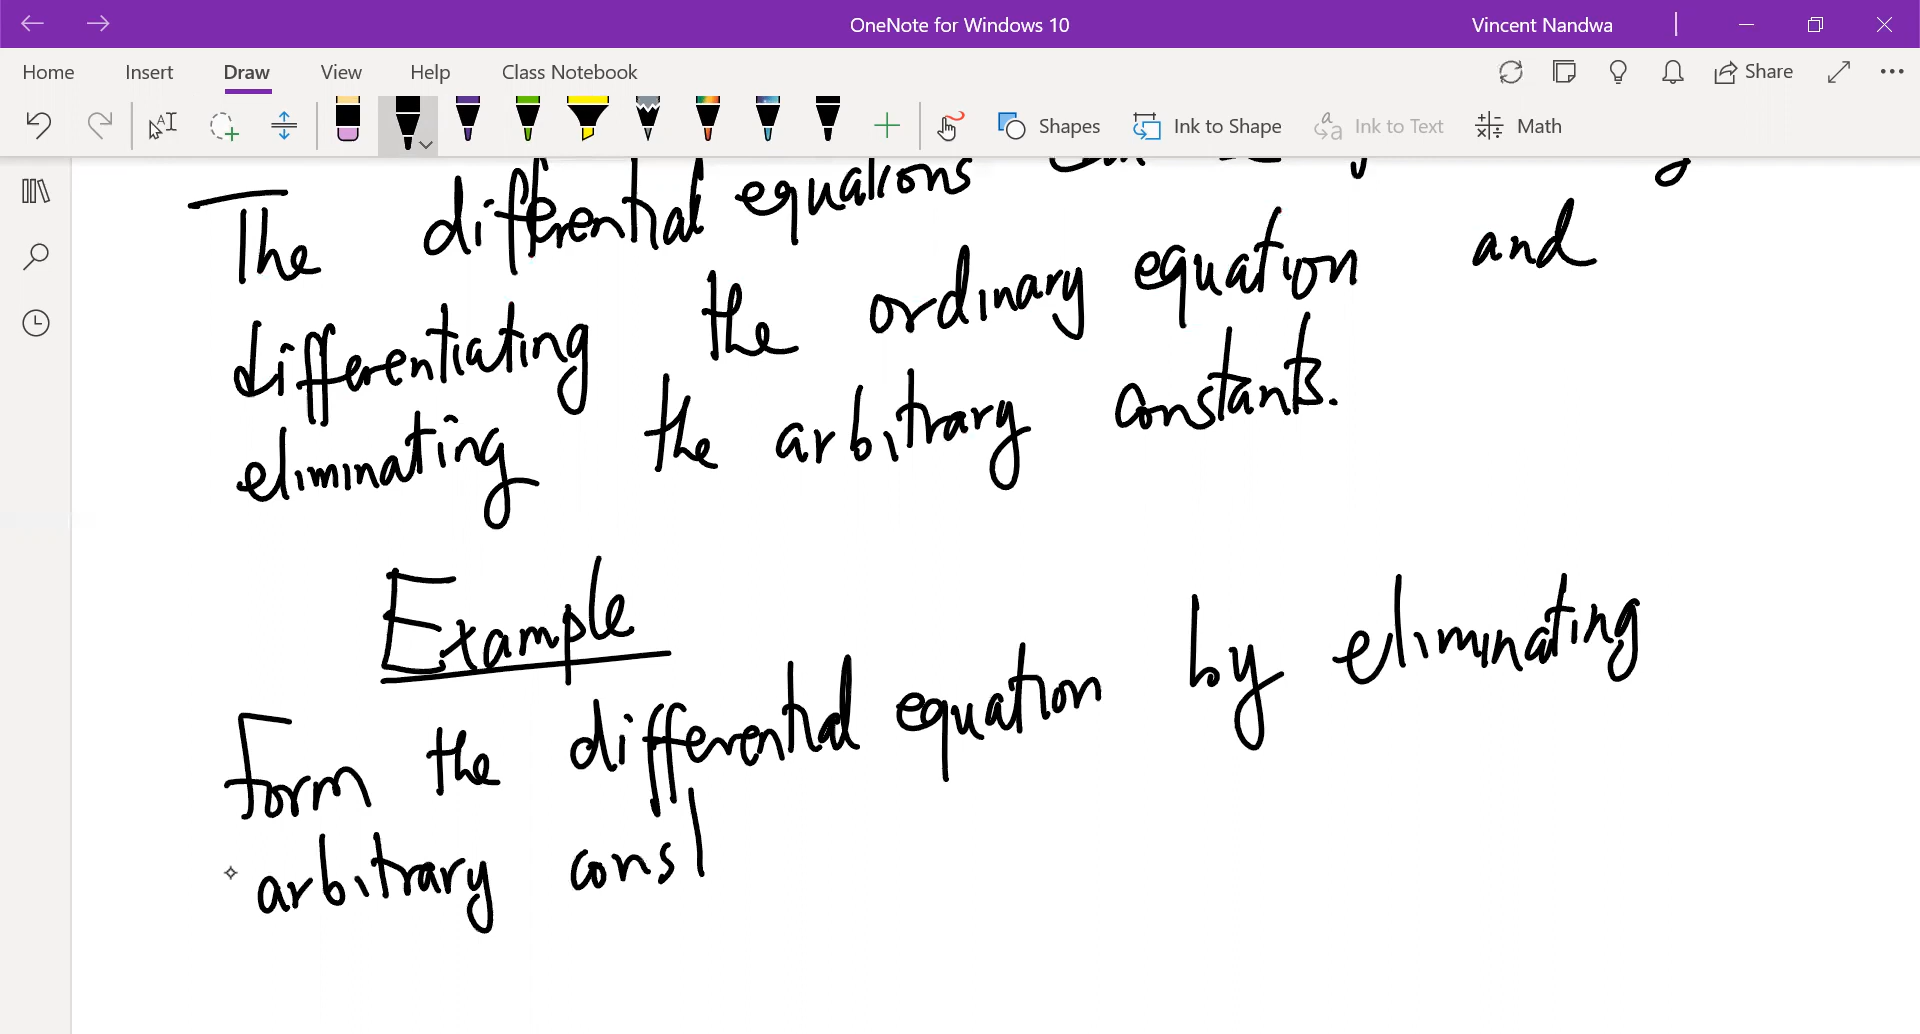 OneNote for Windows 10
Vincent Nandwa
Home Insert Draw View Help Class Notebook
Share
Shapes Ink to Shape Ink to Text Math
The differential equations
differentiating the ordinary equation and
eliminating the arbitrary constants.
Example
Form the differential equation by eliminating
arbitrary cons